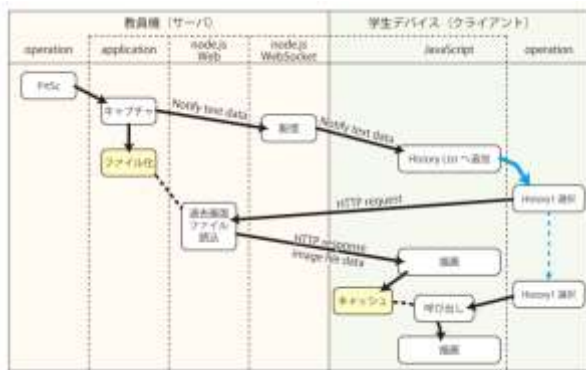 教員機（サーバ）
学生デバイス（クライアント）
operation
application
node.js
Web
node.js
WebSocket
JavaScript
operation
PrtSc
キャプチャ
Notify text data
配信
Notify text data
ファイル化
History List へ追加
HTTP request
History1 選択
過去画面
ファイル
読込
HTTP response
image file data
描画
キャッシュ
呼び出し
History1 選択
描画